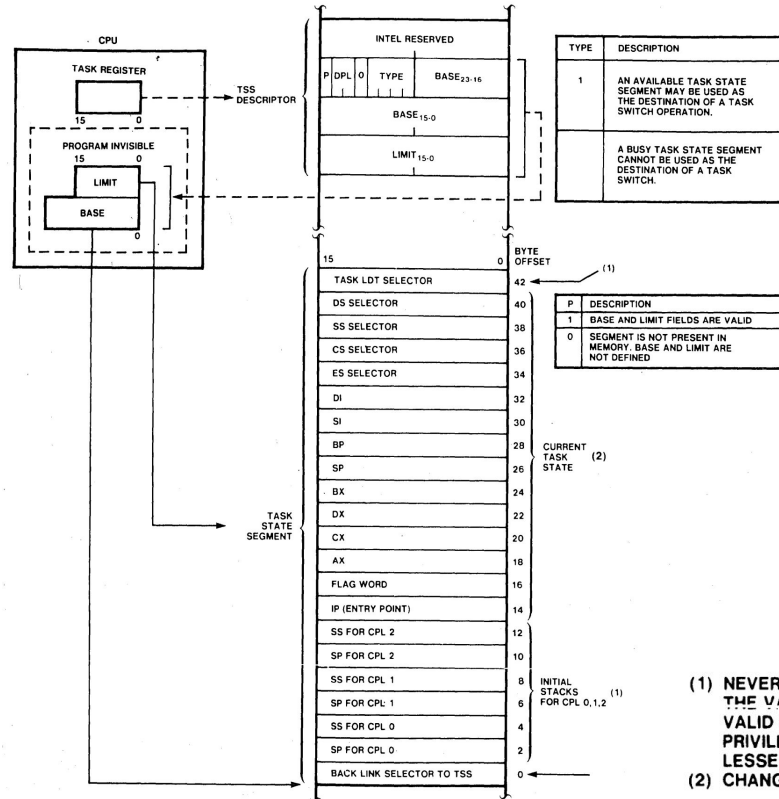 CPU
TASK REGISTER
15 0
PROGRAM INVISIBLE
15 0
LIMIT
BASE
0
TSS
DESCRIPTOR
INTEL RESERVED
P DPL 0 TYPE BASE23-16
BASE15-0
LIMIT15-0
TYPE DESCRIPTION
1 AN AVAILABLE TASK STATE
SEGMENT MAY BE USED AS
THE DESTINATION OF A TASK
SWITCH OPERATION.
A BUSY TASK STATE SEGMENT
CANNOT BE USED AS THE
DESTINATION OF A TASK
SWITCH.
P DESCRIPTION
1 BASE AND LIMIT FIELDS ARE VALID
0 SEGMENT IS NOT PRESENT IN
MEMORY. BASE AND LIMIT ARE
NOT DEFINED
15 0 BYTE
OFFSET
TASK LDT SELECTOR 42 (1)
DS SELECTOR 40
SS SELECTOR 38
CS SELECTOR 36
ES SELECTOR 34
DI 32
SI 30
BP 28
SP 26
BX 24
DX 22
CX 20
AX 18
FLAG WORD 16
IP (ENTRY POINT) 14
SS FOR CPL 2 12
SP FOR CPL 2 10
SS FOR CPL 1 8
SP FOR CPL 1 6
SS FOR CPL 0 4
SP FOR CPL 0 2
BACK LINK SELECTOR TO TSS 0
TASK
STATE
SEGMENT
CURRENT
TASK (2)
STATE
INITIAL
STACKS (1)
FOR CPL 0,1,2
(1) NEVER
THE
VALID
(2)